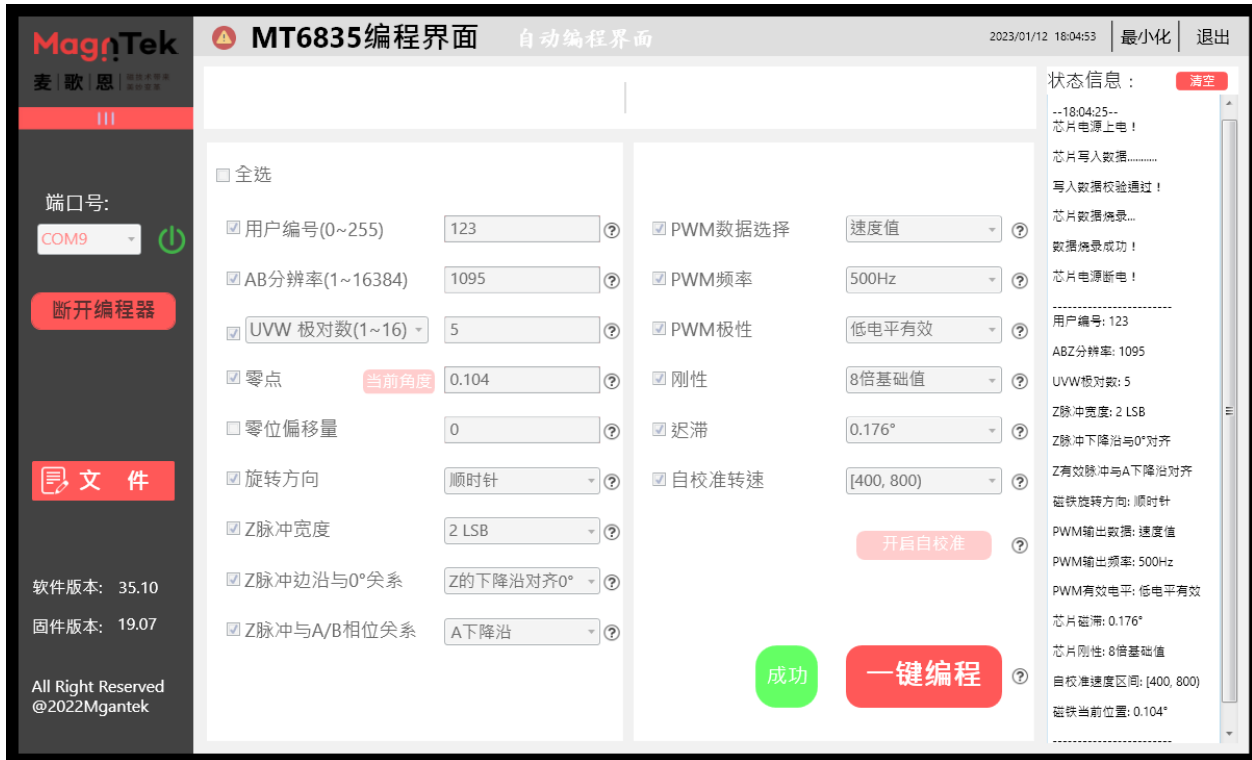 MagnTek
麦|歌|恩
MT6835编程界面
自动编程界面
2023/01/12 18:04:53
最小化
退出
端口号:
COM9
断开编程器
文 件
软件版本: 35.10
固件版本: 19.07
All Right Reserved
@2022Mgantek
全选
用户编号(0~255)
123
AB分辨率(1~16384)
1095
UVW 极对数(1~16)
5
零点
当前角度
0.104
零位偏移量
0
旋转方向
顺时针
Z脉冲宽度
2 LSB
Z脉冲边沿与0°关系
Z的下降沿对齐0°
Z脉冲与A/B相位关系
A下降沿
PWM数据选择
速度值
PWM频率
500Hz
PWM极性
低电平有效
刚性
8倍基础值
迟滞
0.176°
自校准转速
[400, 800)
开启自校准
成功
一键编程
状态信息：
清空
--18:04:25--
芯片电源上电！
芯片写入数据..........
写入数据校验通过！
芯片数据烧录...
数据烧录成功！
芯片电源断电！
------------------------
用户编号: 123
ABZ分辨率: 1095
UVW极对数: 5
Z脉冲宽度: 2 LSB
Z脉冲下降沿与0°对齐
Z有效脉冲与A下降沿对齐
磁铁旋转方向: 顺时针
PWM输出数据: 速度值
PWM输出频率: 500Hz
PWM有效电平: 低电平有效
芯片磁滞: 0.176°
芯片刚性: 8倍基础值
自校准速度区间: [400, 800)
磁铁当前位置: 0.104°
------------------------